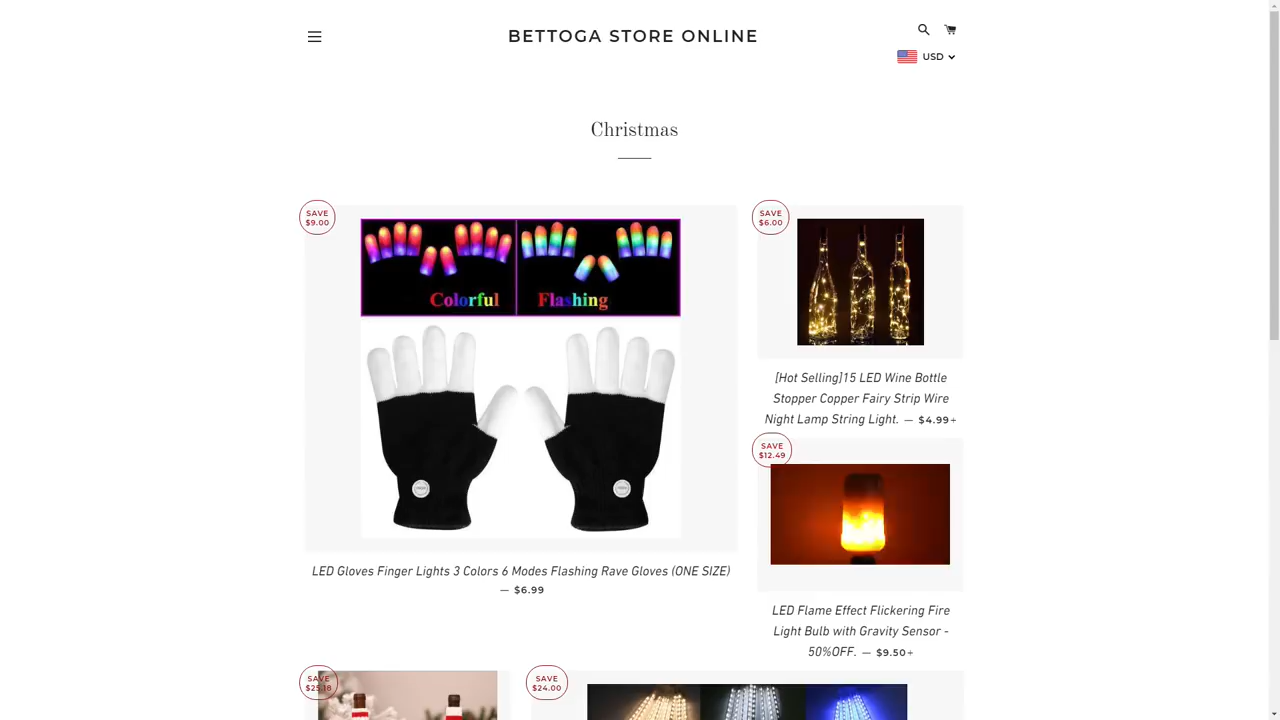 BETTOGA STORE ONLINE
USD
Christmas
SAVE
$9.00
Colorful
Flashing
LED Gloves Finger Lights 3 Colors 6 Modes Flashing Rave Gloves (ONE SIZE)
— $6.99
SAVE
$6.00
[Hot Selling]15 LED Wine Bottle
Stopper Copper Fairy Strip Wire
Night Lamp String Light. — $4.99+
SAVE
$12.49
LED Flame Effect Flickering Fire
Light Bulb with Gravity Sensor -
50%OFF. — $9.50+
SAVE
$25.18
SAVE
$24.00